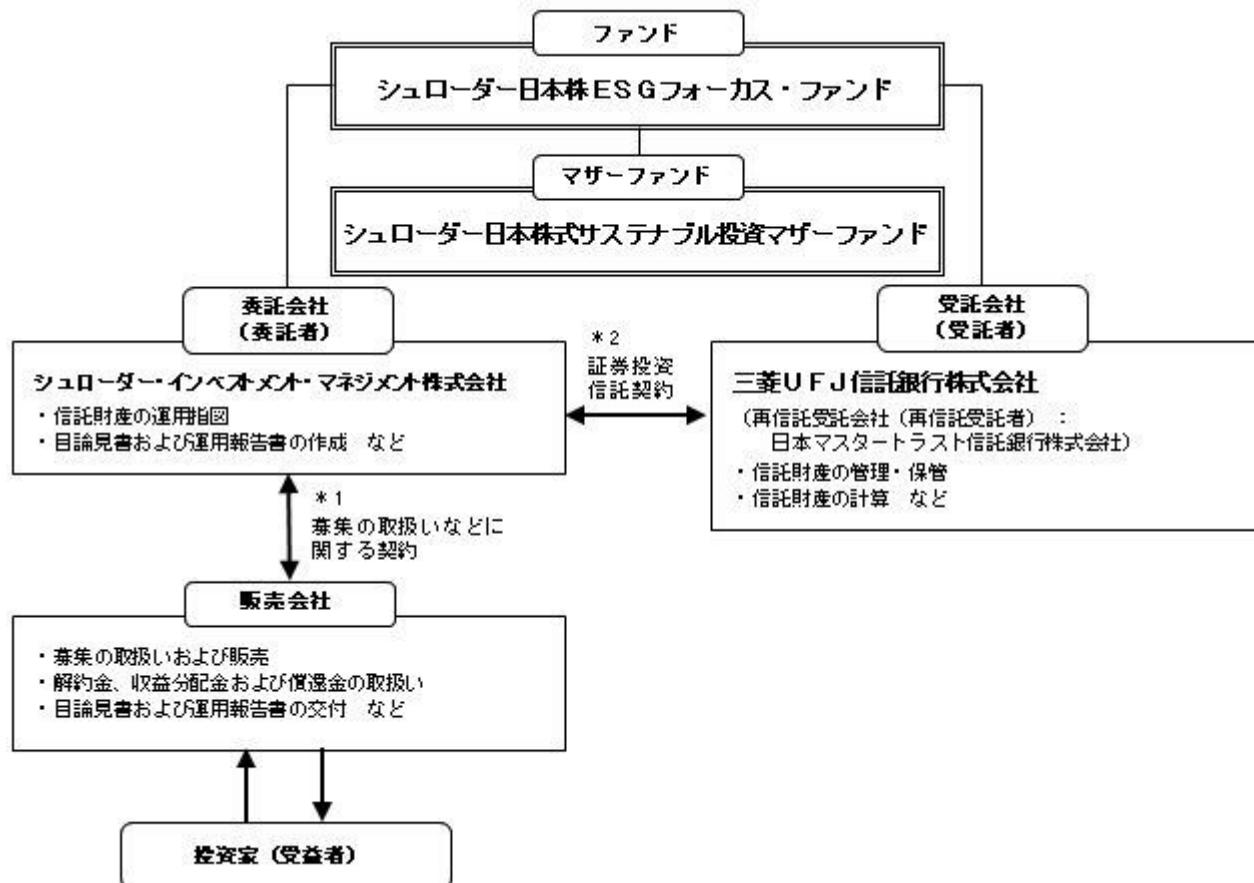 ファンド
シュローダー日本株ESGフォーカス・ファンド
マザーファンド
シュローダー日本株式サステナブル投資マザーファンド
委託会社
（委託者）
シュローダー・インベストメント・マネジメント株式会社
・信託財産の運用指図
・目論見書および運用報告書の作成　など
＊2
証券投資
信託契約
受託会社
（受託者）
三菱UFJ信託銀行株式会社
（再信託受託会社（再信託受託者）：
日本マスタートラスト信託銀行株式会社）
・信託財産の管理・保管
・信託財産の計算　など
＊1
募集の取扱いなどに
関する契約
販売会社
・募集の取扱いおよび販売
・解約金、収益分配金および償還金の取扱い
・目論見書および運用報告書の交付　など
投資家（受益者）